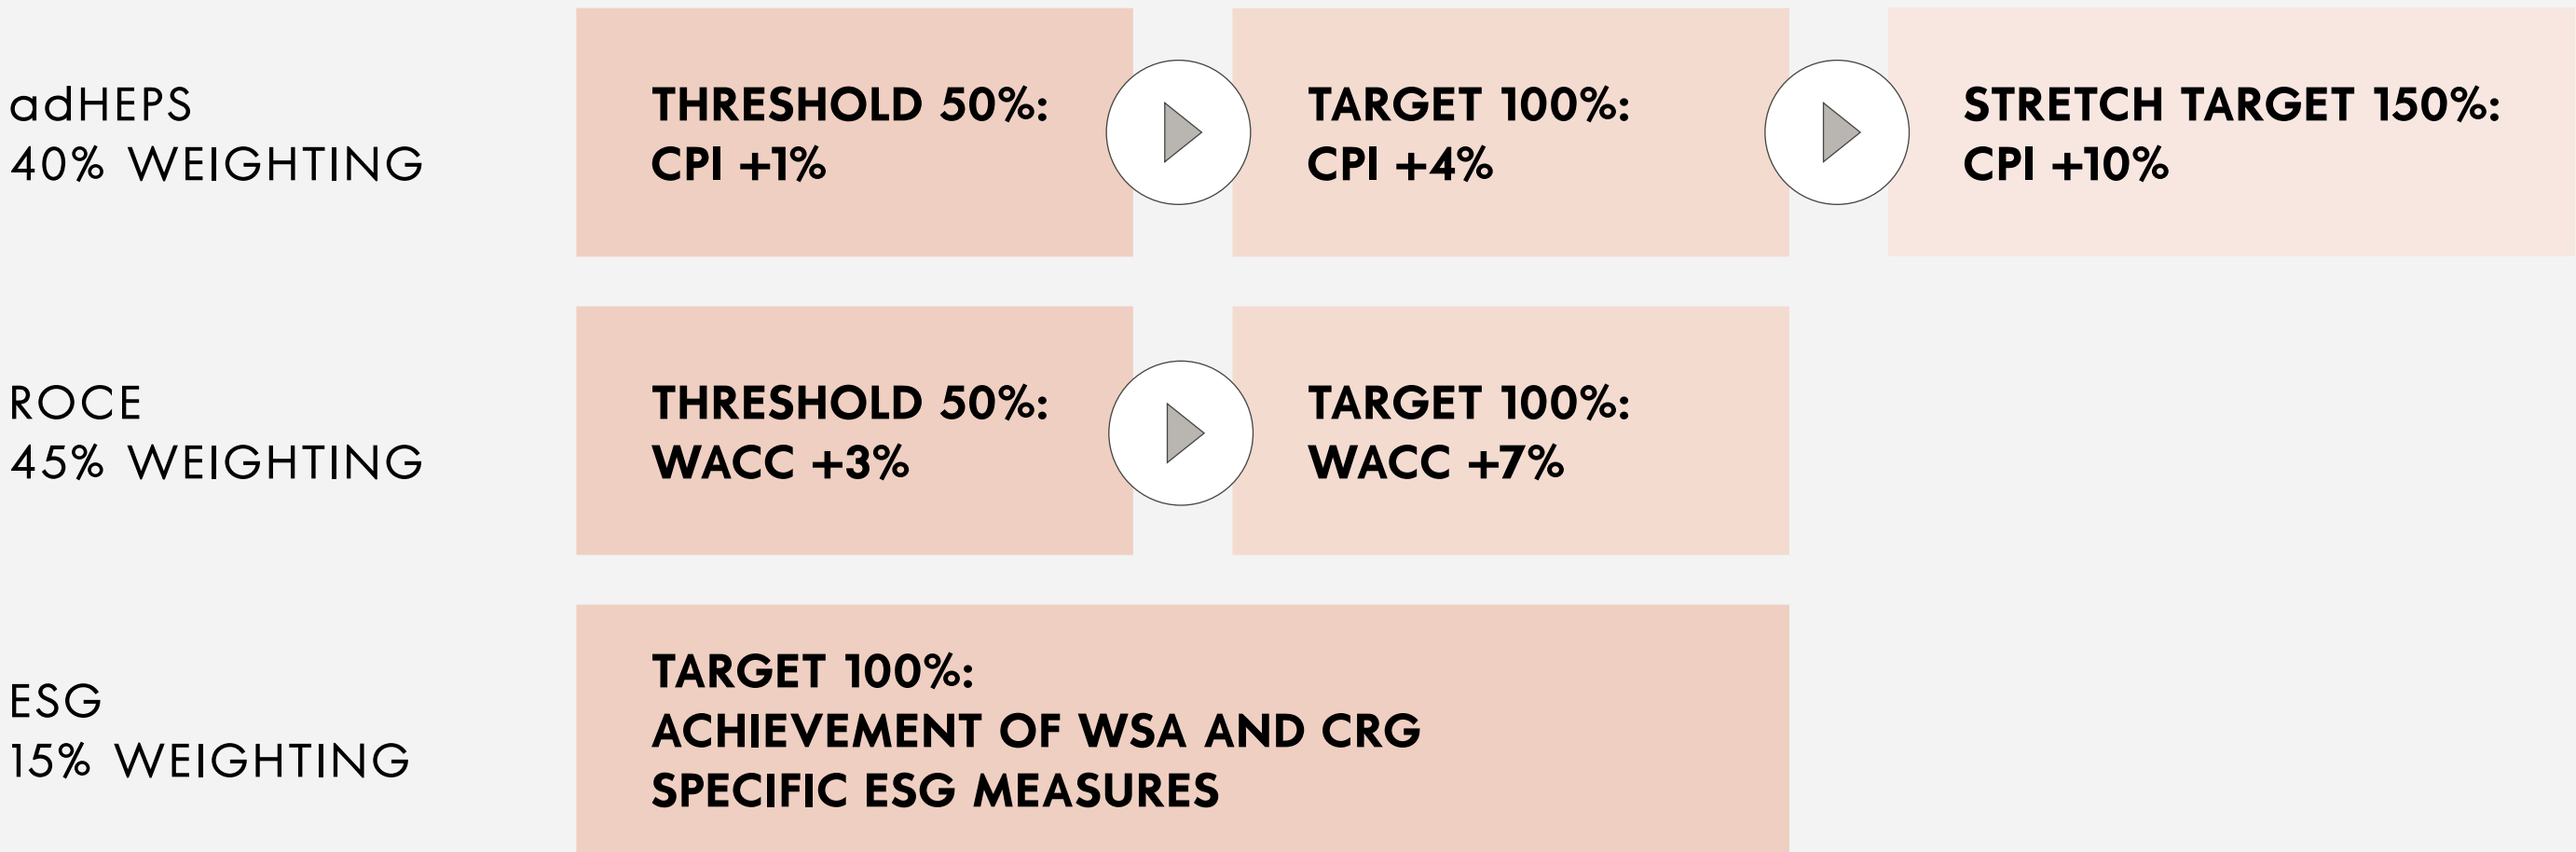 adHEPS
40% WEIGHTING
THRESHOLD 50%:
CPI +1%
TARGET 100%:
CPI +4%
STRETCH TARGET 150%:
CPI +10%
ROCE
45% WEIGHTING
THRESHOLD 50%:
WACC +3%
TARGET 100%:
WACC +7%
ESG
15% WEIGHTING
TARGET 100%:
ACHIEVEMENT OF WSA AND CRG
SPECIFIC ESG MEASURES